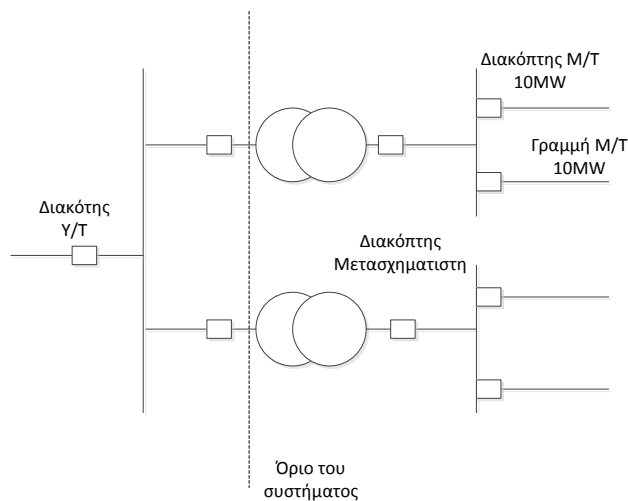 Διακόπτης Μ/Τ
10MW
Γραμμή Μ/Τ
10MW
Διακότης
Υ/Τ
Διακόπτης
Μετασχηματιστη
Όριο του
συστήματος